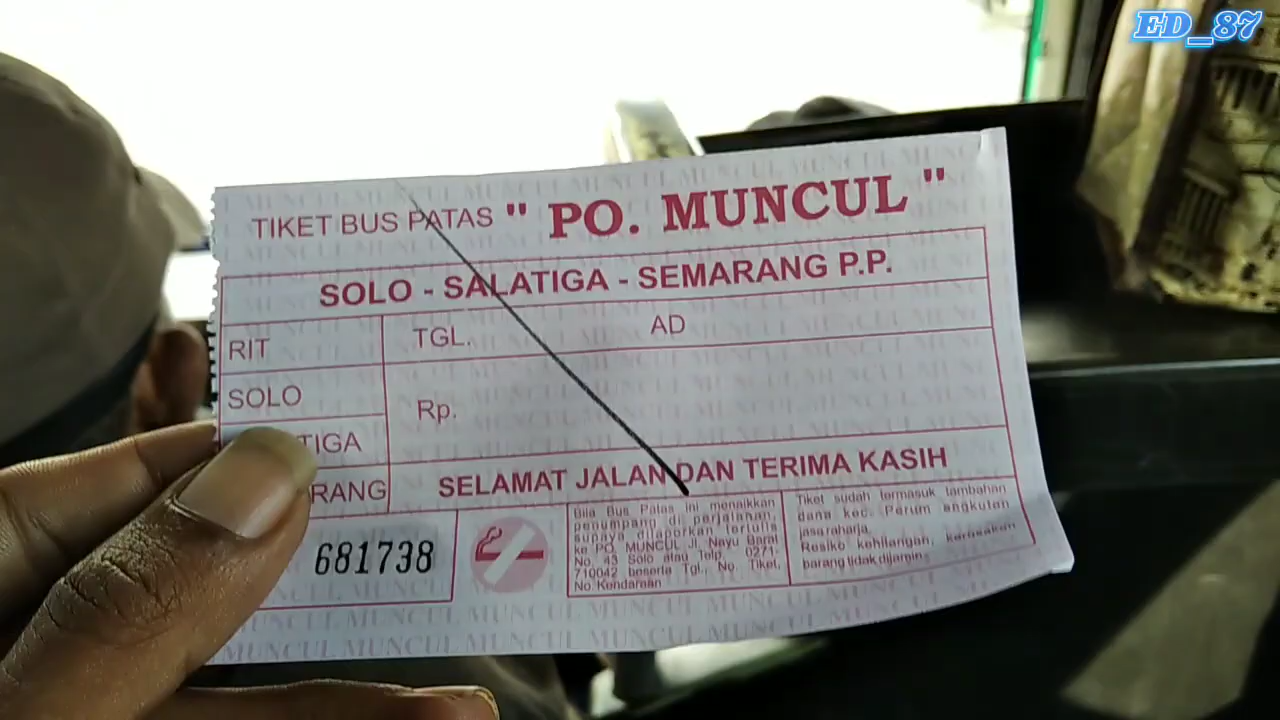 ED_87
TIKET BUS PATAS " PO. MUNCUL "
SOLO - SALATIGA - SEMARANG P.P.
RIT
TGL.
AD
SOLO
Rp.
TIGA
RANG
SELAMAT JALAN DAN TERIMA KASIH
681738
Bila Bus Patas ini menaikkan
penumpang di perjalanan,
supaya dilaporkan tertulis
ke PO. MUNCUL Jl. Nayu Barat
No. 43 Solo atau Telp. 0271-
710042 beserta Tgl., No. Tiket,
No. Kendaraan
Tiket sudah termasuk tambahan
dana kec. Perum angkutan
jasaraharja.
Resiko kehilangan, kerusakan
barang tidak dijamin